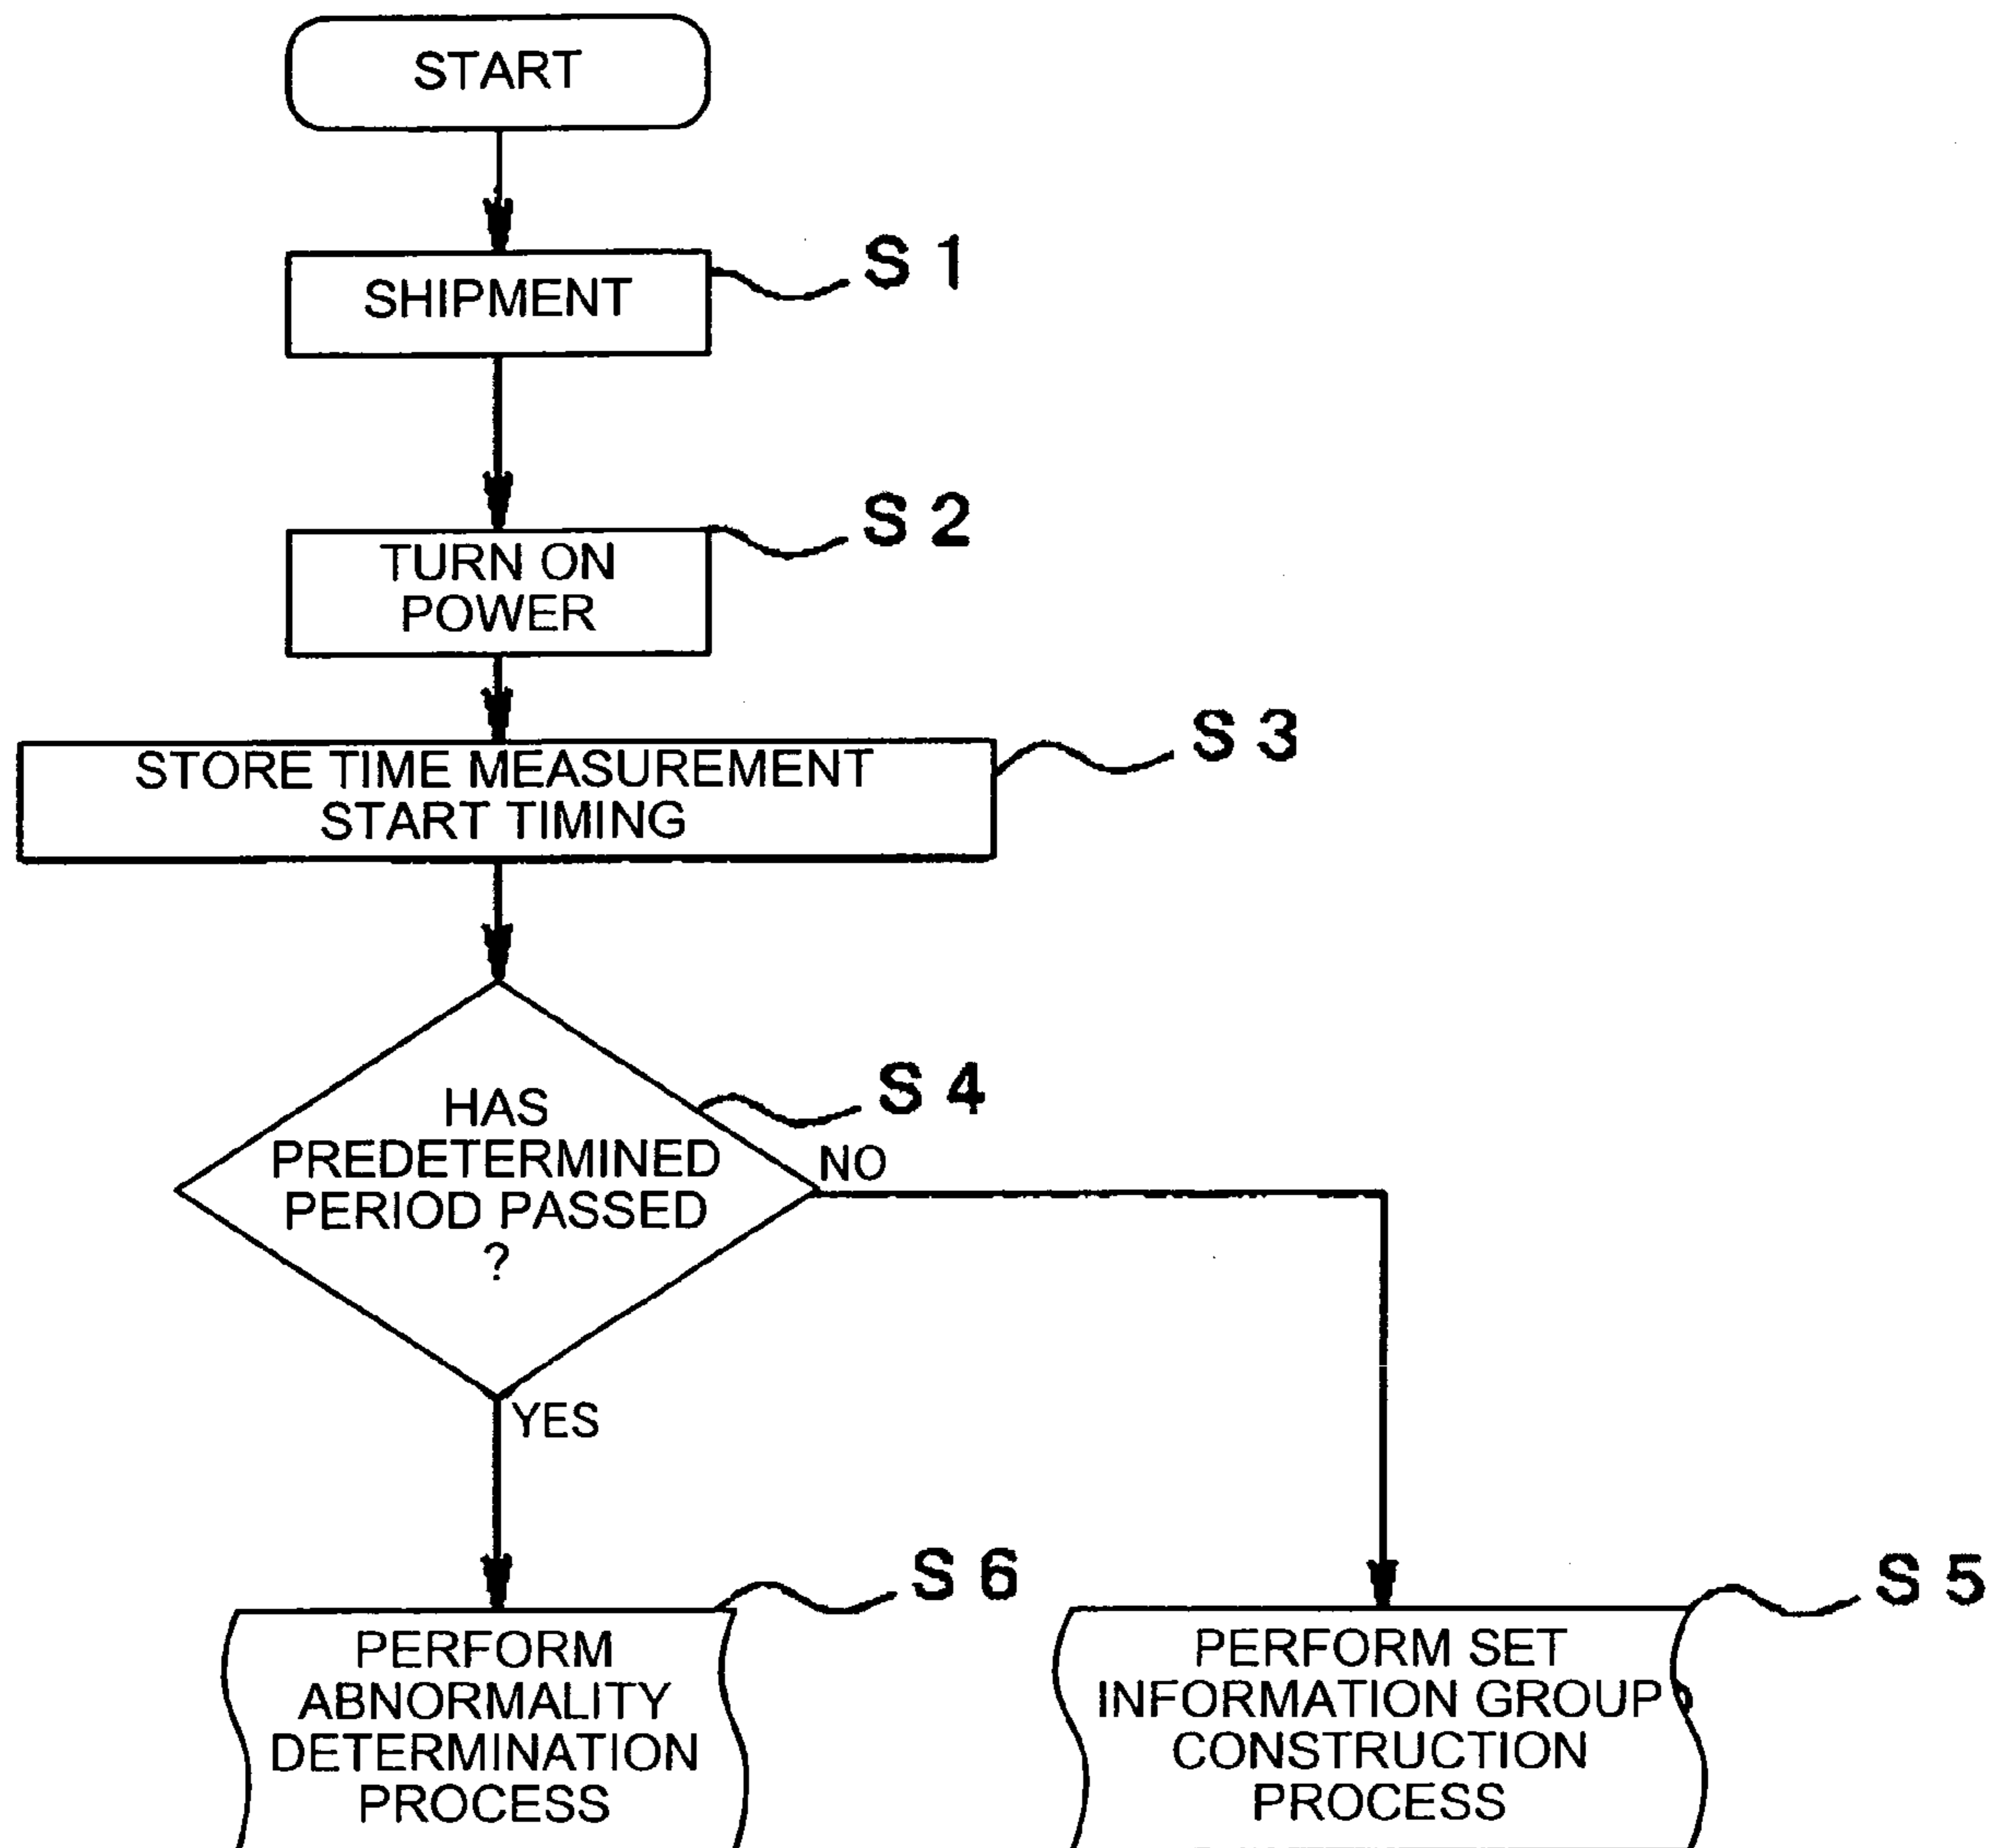 START
SHIPMENT
S 1
TURN ON
POWER
S 2
STORE TIME MEASUREMENT
START TIMING
S 3
HAS
PREDETERMINED
PERIOD PASSED
?
S 4
NO
YES
PERFORM
ABNORMALITY
DETERMINATION
PROCESS
S 6
PERFORM SET
INFORMATION GROUP
CONSTRUCTION
PROCESS
S 5